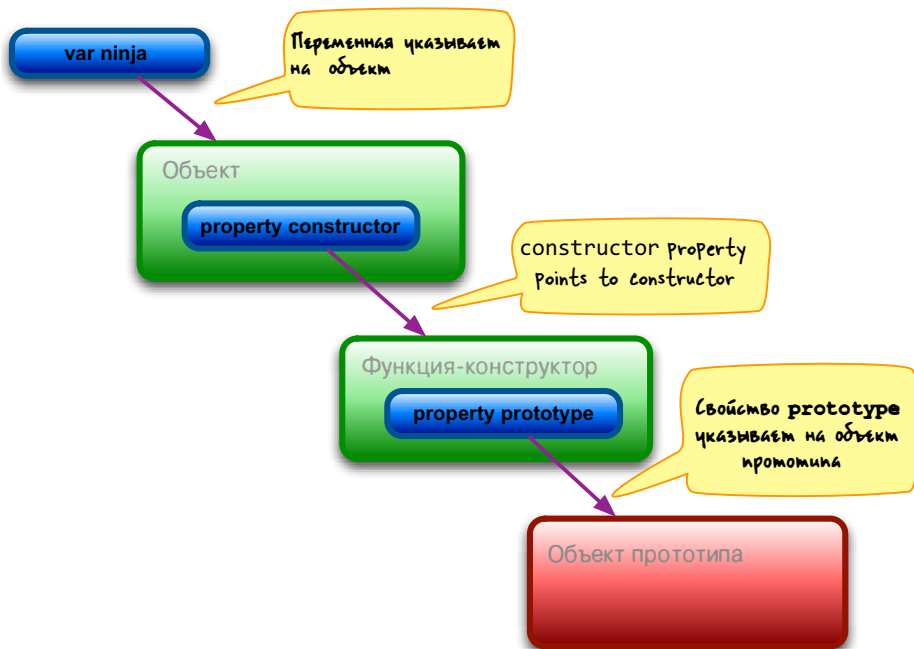 var ninja
Переменная указывает
на объект
Объект
property constructor
constructor property
points to constructor
Функция-конструктор
property prototype
Свойство prototype
указывает на объект
прототипа
Объект прототипа